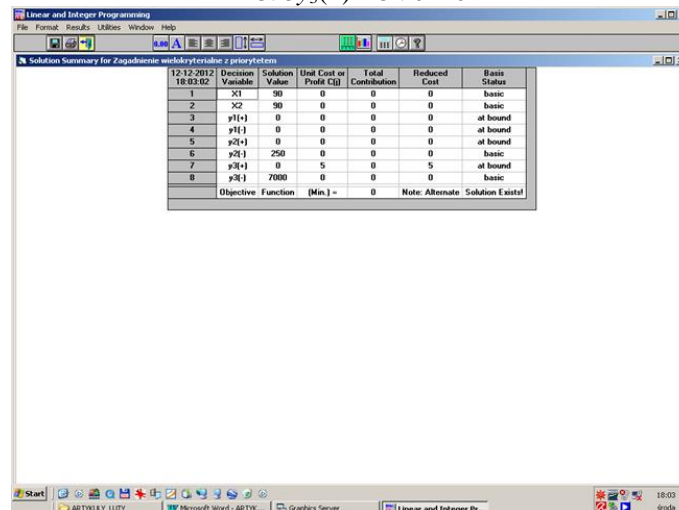 Linear and Integer Programming
File Format Results Utilities Window Help
0.00 A
Solution Summary for Zagadnienie wielokryterialne z priorytetem
12-12-2012 18:03:02 Decision Variable Solution Value Unit Cost or Profit C(j) Total Contribution Reduced Cost Basis Status
1 X1 90 0 0 0 basic
2 X2 90 0 0 0 basic
3 y1(+) 0 0 0 0 at bound
4 y1(-) 0 0 0 0 at bound
5 y2(+) 0 0 0 0 at bound
6 y2(-) 250 0 0 0 basic
7 y3(+) 0 5 0 5 at bound
8 y3(-) 7000 0 0 0 basic
Objective Function (Min.) = 0 Note: Alternate Solution Exists!
Start 18:03
ARTYKUŁY LUTY Microsoft Word - ARTYK... Graphics Server Linear and Integer Pr... środa